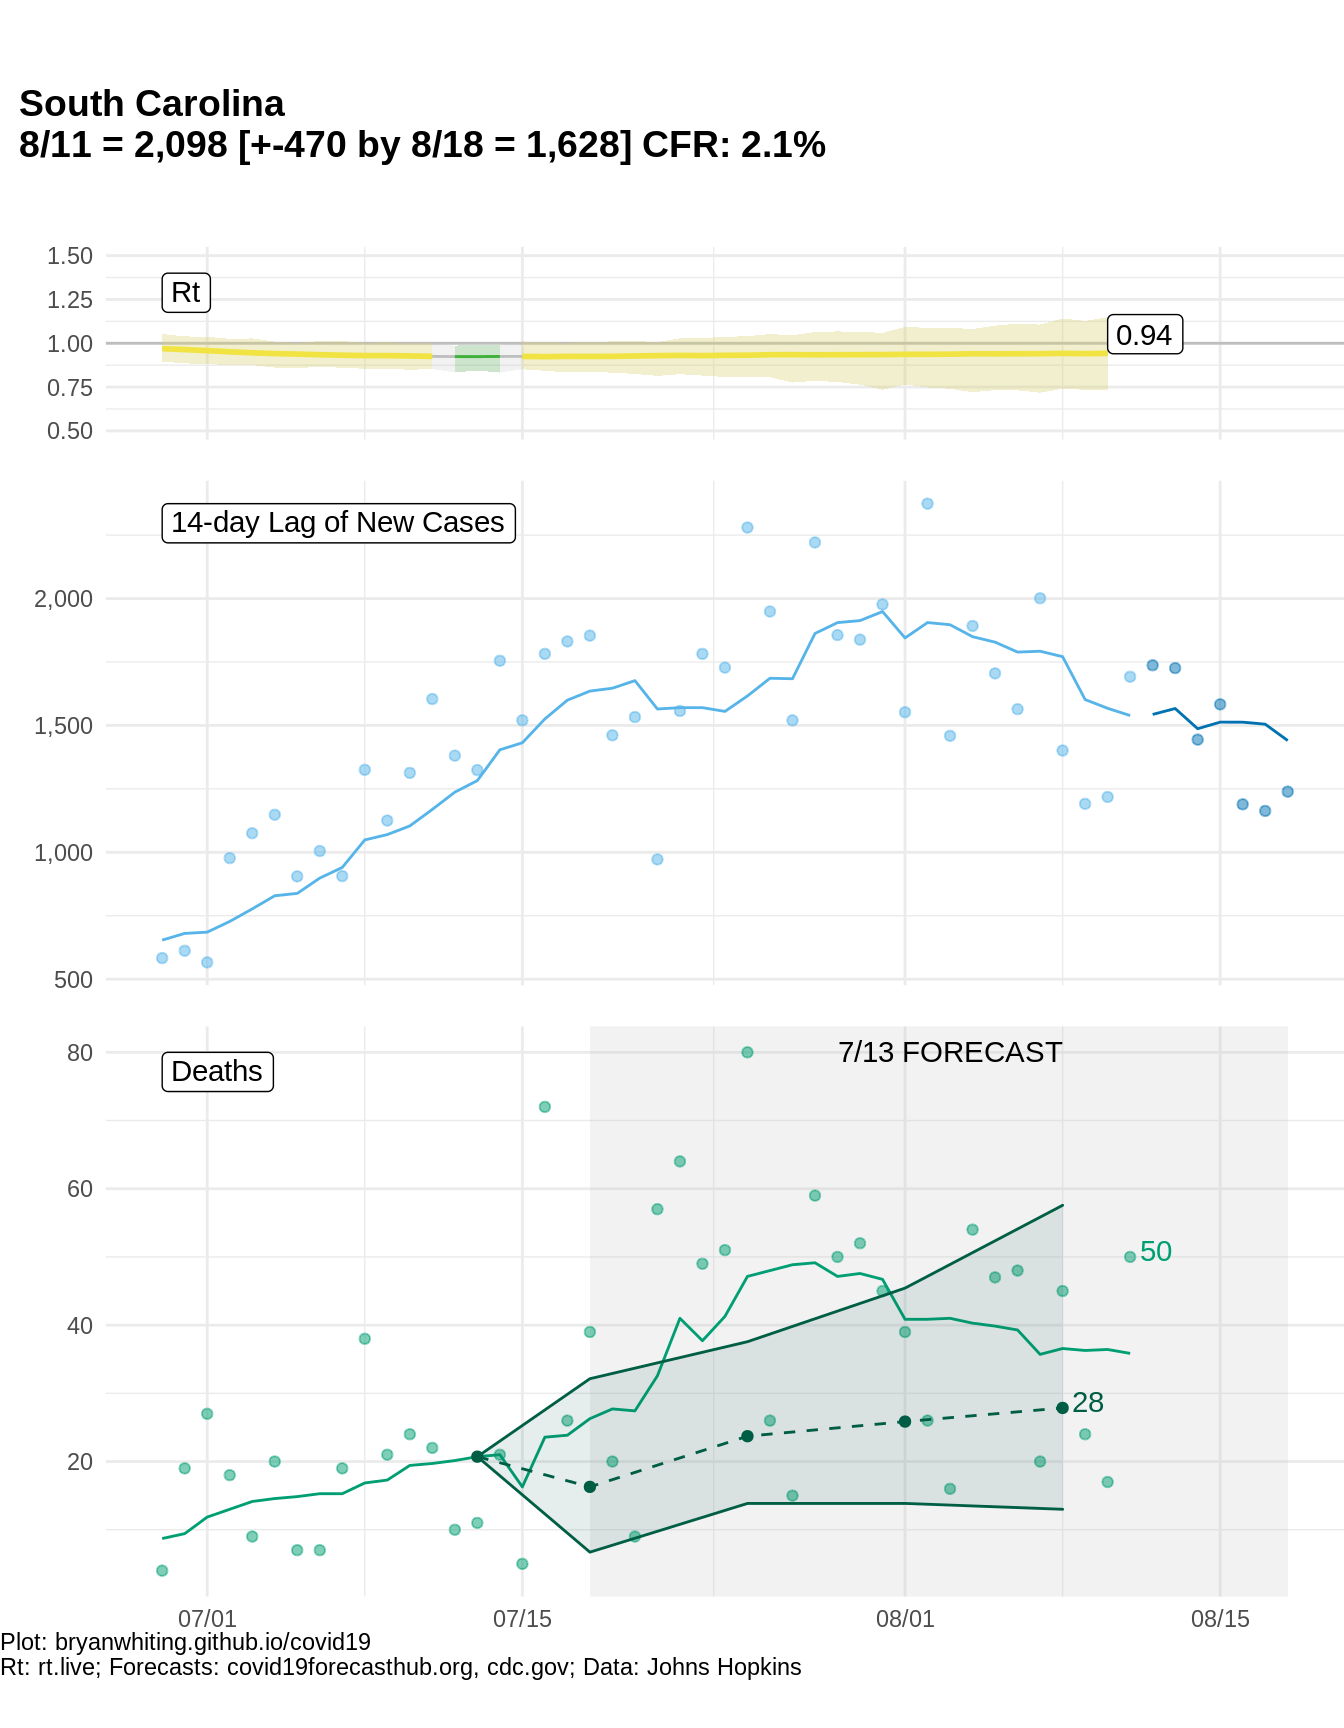 South Carolina
8/11 = 2,098 [+-470 by 8/18 = 1,628] CFR: 2.1%
1.50
1.25
1.00
0.75
0.50
Rt
0.94
14-day Lag of New Cases
2,000
1,500
1,000
500
80
60
40
20
Deaths
7/13 FORECAST
50
28
07/01
07/15
08/01
08/15
Plot: bryanwhiting.github.io/covid19
Rt: rt.live; Forecasts: covid19forecasthub.org, cdc.gov; Data: Johns Hopkins